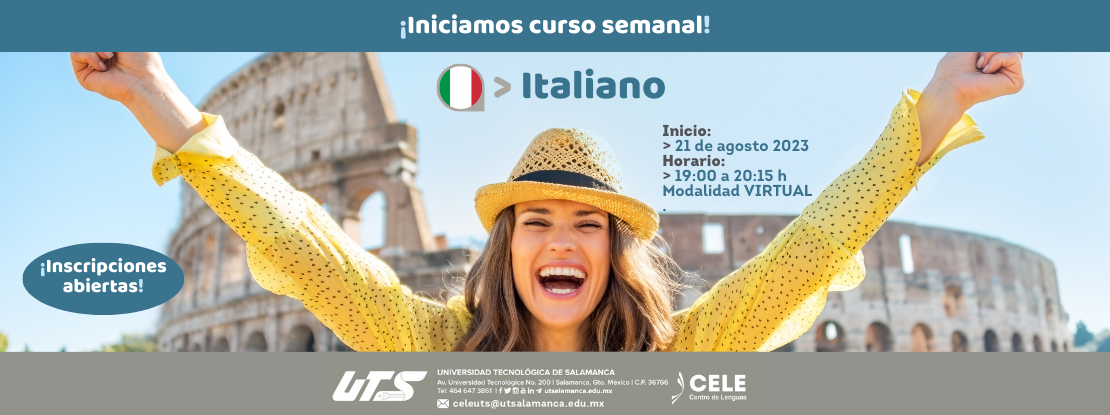 ¡Iniciamos curso semanal!
> Italiano
Inicio:
> 21 de agosto 2023
Horario:
> 19:00 a 20:15 h
Modalidad VIRTUAL
.
¡Inscripciones
abiertas!
UTS
UNIVERSIDAD TECNOLÓGICA DE SALAMANCA
Av. Universidad Tecnológica No. 200 | Salamanca, Gto. México | C.P. 36766
Tel: 464 647 3861 | utsalamanca.edu.mx
celeuts@utsalamanca.edu.mx
CELE
Centro de Lenguas